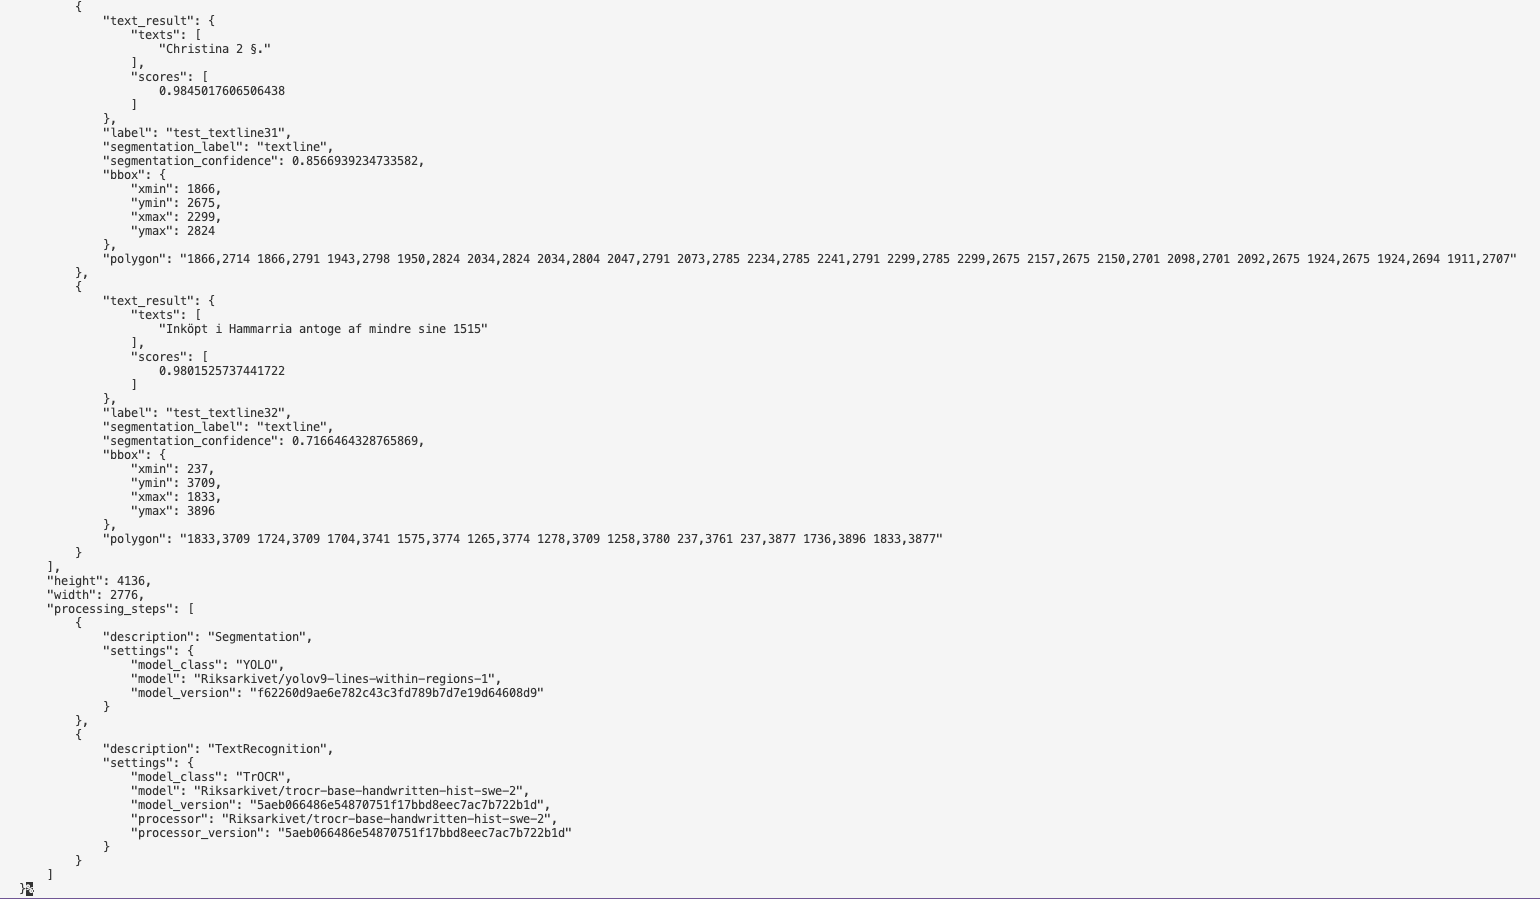 {
"text_result": {
"texts": [
"Christina 2 §."
],
"scores": [
0.9845017606506438
]
},
"label": "test_textline31",
"segmentation_label": "textline",
"segmentation_confidence": 0.8566939234733582,
"bbox": {
"xmin": 1866,
"ymin": 2675,
"xmax": 2299,
"ymax": 2824
},
"polygon": "1866,2714 1866,2791 1943,2798 1950,2824 2034,2824 2034,2804 2047,2791 2073,2785 2234,2785 2241,2791 2299,2785 2299,2675 2157,2675 2150,2701 2098,2701 2092,2675 1924,2675 1924,2694 1911,2707"
},
{
"text_result": {
"texts": [
"Inköpt i Hammarria antoge af mindre sine 1515"
],
"scores": [
0.9801525737441722
]
},
"label": "test_textline32",
"segmentation_label": "textline",
"segmentation_confidence": 0.7166464328765869,
"bbox": {
"xmin": 237,
"ymin": 3709,
"xmax": 1833,
"ymax": 3896
},
"polygon": "1833,3709 1724,3709 1704,3741 1575,3774 1265,3774 1278,3709 1258,3780 237,3761 237,3877 1736,3896 1833,3877"
}
],
"height": 4136,
"width": 2776,
"processing_steps": [
{
"description": "Segmentation",
"settings": {
"model_class": "YOLO",
"model": "Riksarkivet/yolov9-lines-within-regions-1",
"model_version": "f62260d9ae6e782c43c3fd789b7d7e19d64608d9"
}
},
{
"description": "TextRecognition",
"settings": {
"model_class": "TrOCR",
"model": "Riksarkivet/trocr-base-handwritten-hist-swe-2",
"model_version": "5aeb066486e54870751f17bbd8eec7ac7b722b1d",
"processor": "Riksarkivet/trocr-base-handwritten-hist-swe-2",
"processor_version": "5aeb066486e54870751f17bbd8eec7ac7b722b1d"
}
}
]
}%